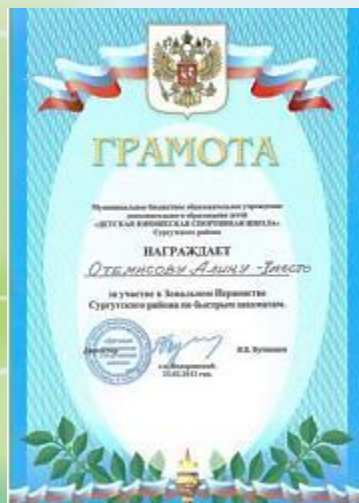 ГРАМОТА
Муниципальное бюджетное образовательное учреждение
дополнительного образования детей
«ДЕТСКАЯ ЮНОШЕСКАЯ СПОРТИВНАЯ ШКОЛА»
Сургутского района
НАГРАЖДАЕТ
Отемисову Алину - место
за участие в Зональном Первенстве
Сургутского района по быстрым шахматам.
Директор